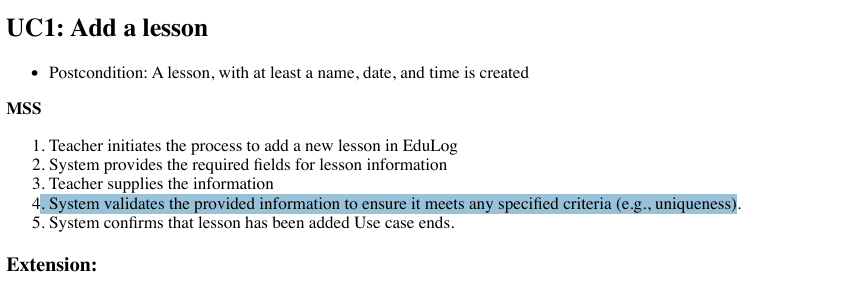 UC1: Add a lesson
• Postcondition: A lesson, with at least a name, date, and time is created
MSS
1. Teacher initiates the process to add a new lesson in EduLog
2. System provides the required fields for lesson information
3. Teacher supplies the information
4. System validates the provided information to ensure it meets any specified criteria (e.g., uniqueness).
5. System confirms that lesson has been added Use case ends.
Extension: